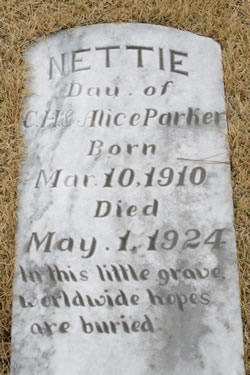 NETTIE
Dau. of
C.H.& Alice Parker
Born
Mar. 10, 1910
Died
May. 1, 1924
In this little grave,
worldwide hopes
are buried.